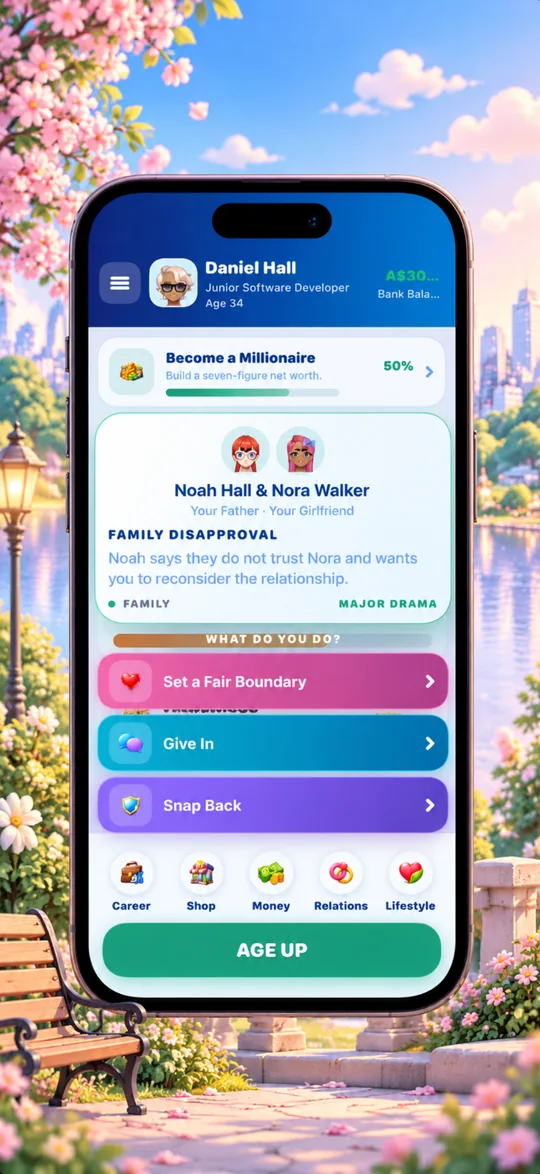 Daniel Hall
Junior Software Developer
Age 34
A$30...
Bank Bala...
Become a Millionaire
Build a seven-figure net worth.
50%
Noah Hall & Nora Walker
Your Father · Your Girlfriend
FAMILY DISAPPROVAL
Noah says they do not trust Nora and wants
you to reconsider the relationship.
FAMILY
MAJOR DRAMA
WHAT DO YOU DO?
Set a Fair Boundary
Give In
Snap Back
Career
Shop
Money
Relations
Lifestyle
AGE UP